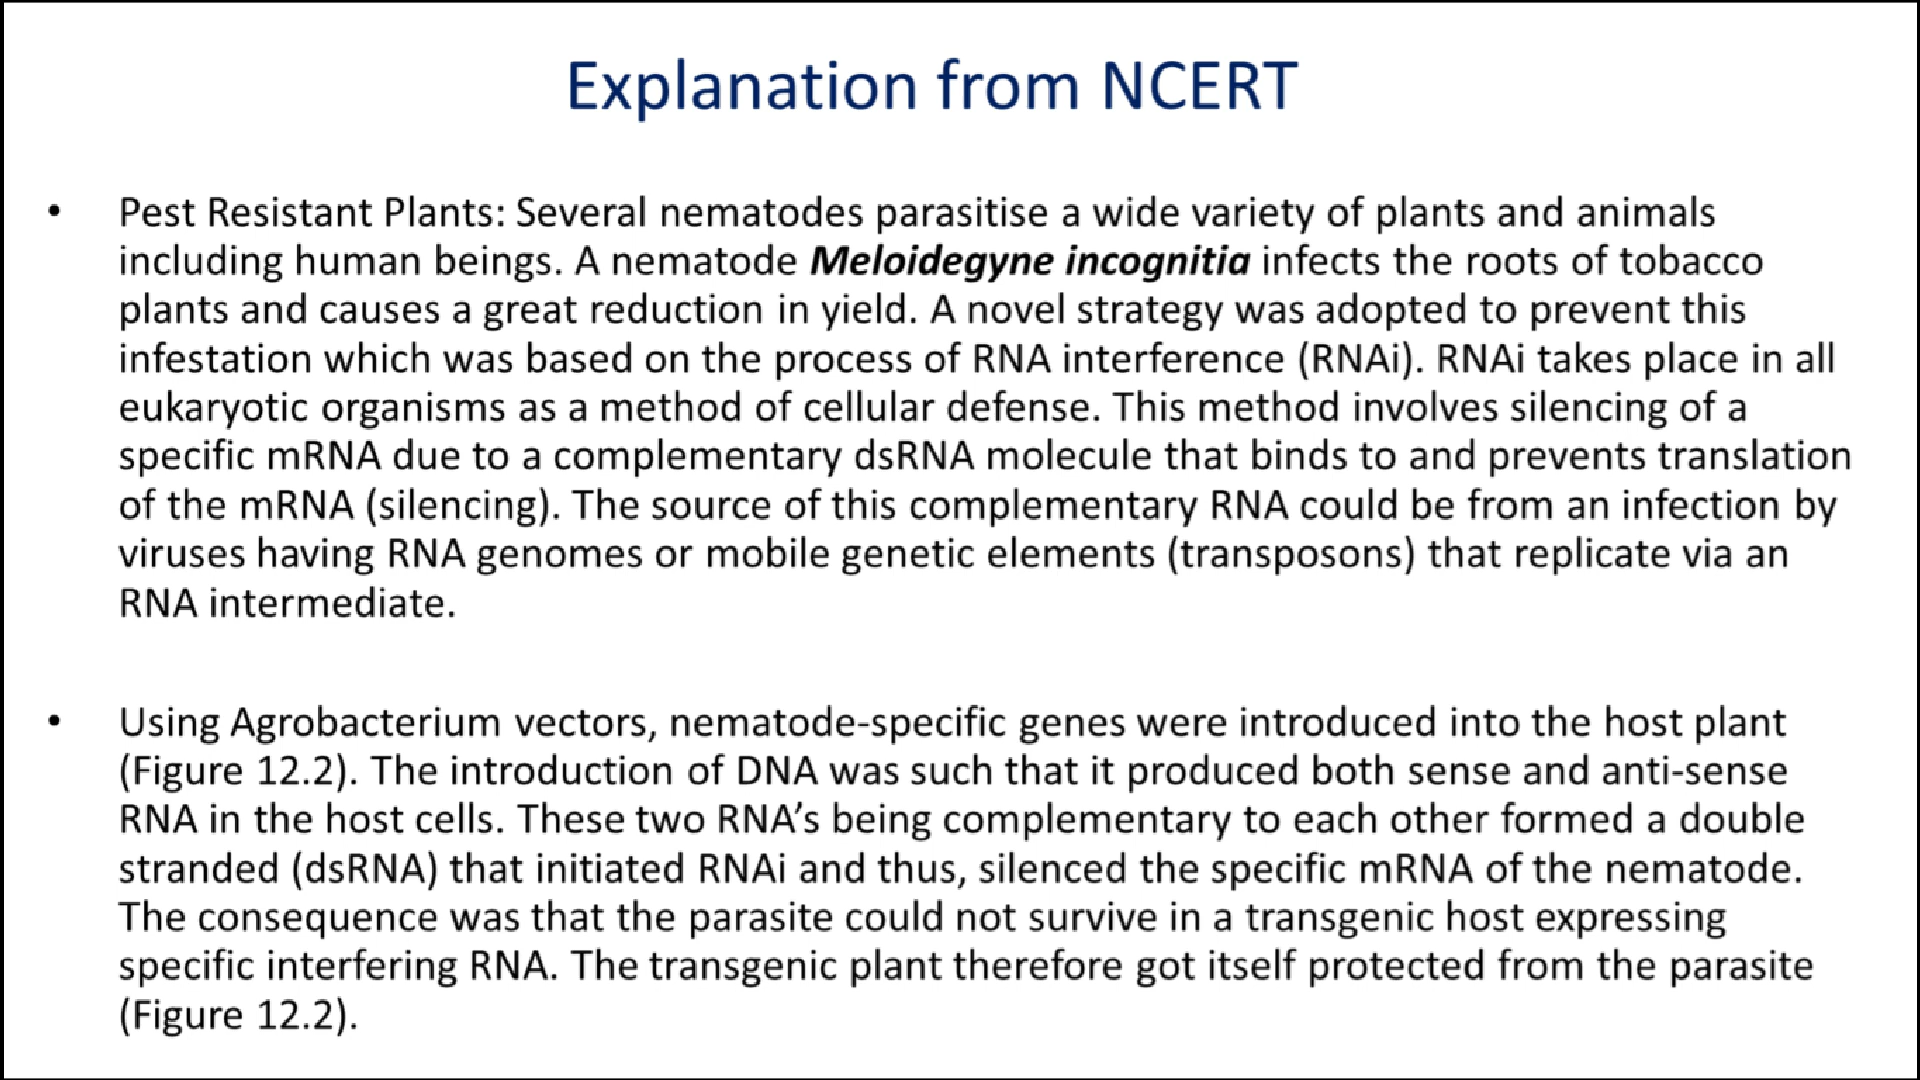 Explanation from NCERT
• Pest Resistant Plants: Several nematodes parasitise a wide variety of plants and animals
including human beings. A nematode Meloidegyne incognitia infects the roots of tobacco
plants and causes a great reduction in yield. A novel strategy was adopted to prevent this
infestation which was based on the process of RNA interference (RNAi). RNAi takes place in all
eukaryotic organisms as a method of cellular defense. This method involves silencing of a
specific mRNA due to a complementary dsRNA molecule that binds to and prevents translation
of the mRNA (silencing). The source of this complementary RNA could be from an infection by
viruses having RNA genomes or mobile genetic elements (transposons) that replicate via an
RNA intermediate.
• Using Agrobacterium vectors, nematode-specific genes were introduced into the host plant
(Figure 12.2). The introduction of DNA was such that it produced both sense and anti-sense
RNA in the host cells. These two RNA’s being complementary to each other formed a double
stranded (dsRNA) that initiated RNAi and thus, silenced the specific mRNA of the nematode.
The consequence was that the parasite could not survive in a transgenic host expressing
specific interfering RNA. The transgenic plant therefore got itself protected from the parasite
(Figure 12.2).